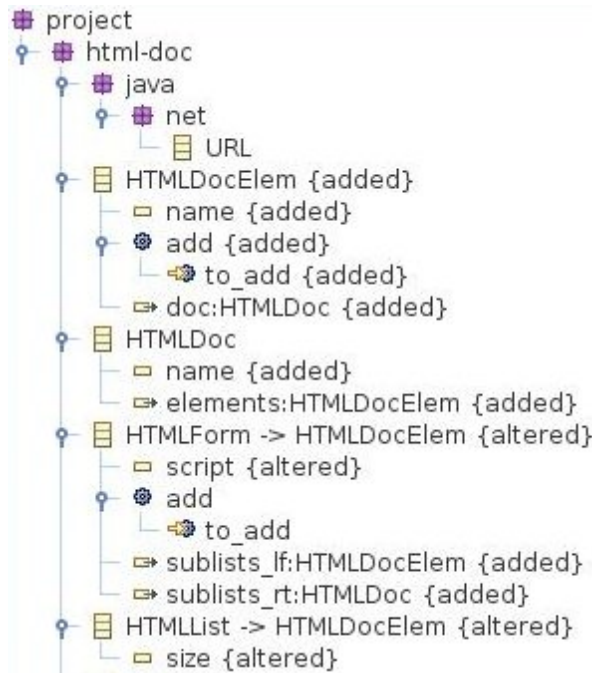 project
html-doc
java
net
URL
HTMLDocElem {added}
name {added}
add {added}
to_add {added}
doc:HTMLDoc {added}
HTMLDoc
name {added}
elements:HTMLDocElem {added}
HTMLForm -> HTMLDocElem {altered}
script {altered}
add
to_add
sublists_lf:HTMLDocElem {added}
sublists_rt:HTMLDoc {added}
HTMLList -> HTMLDocElem {altered}
size {altered}